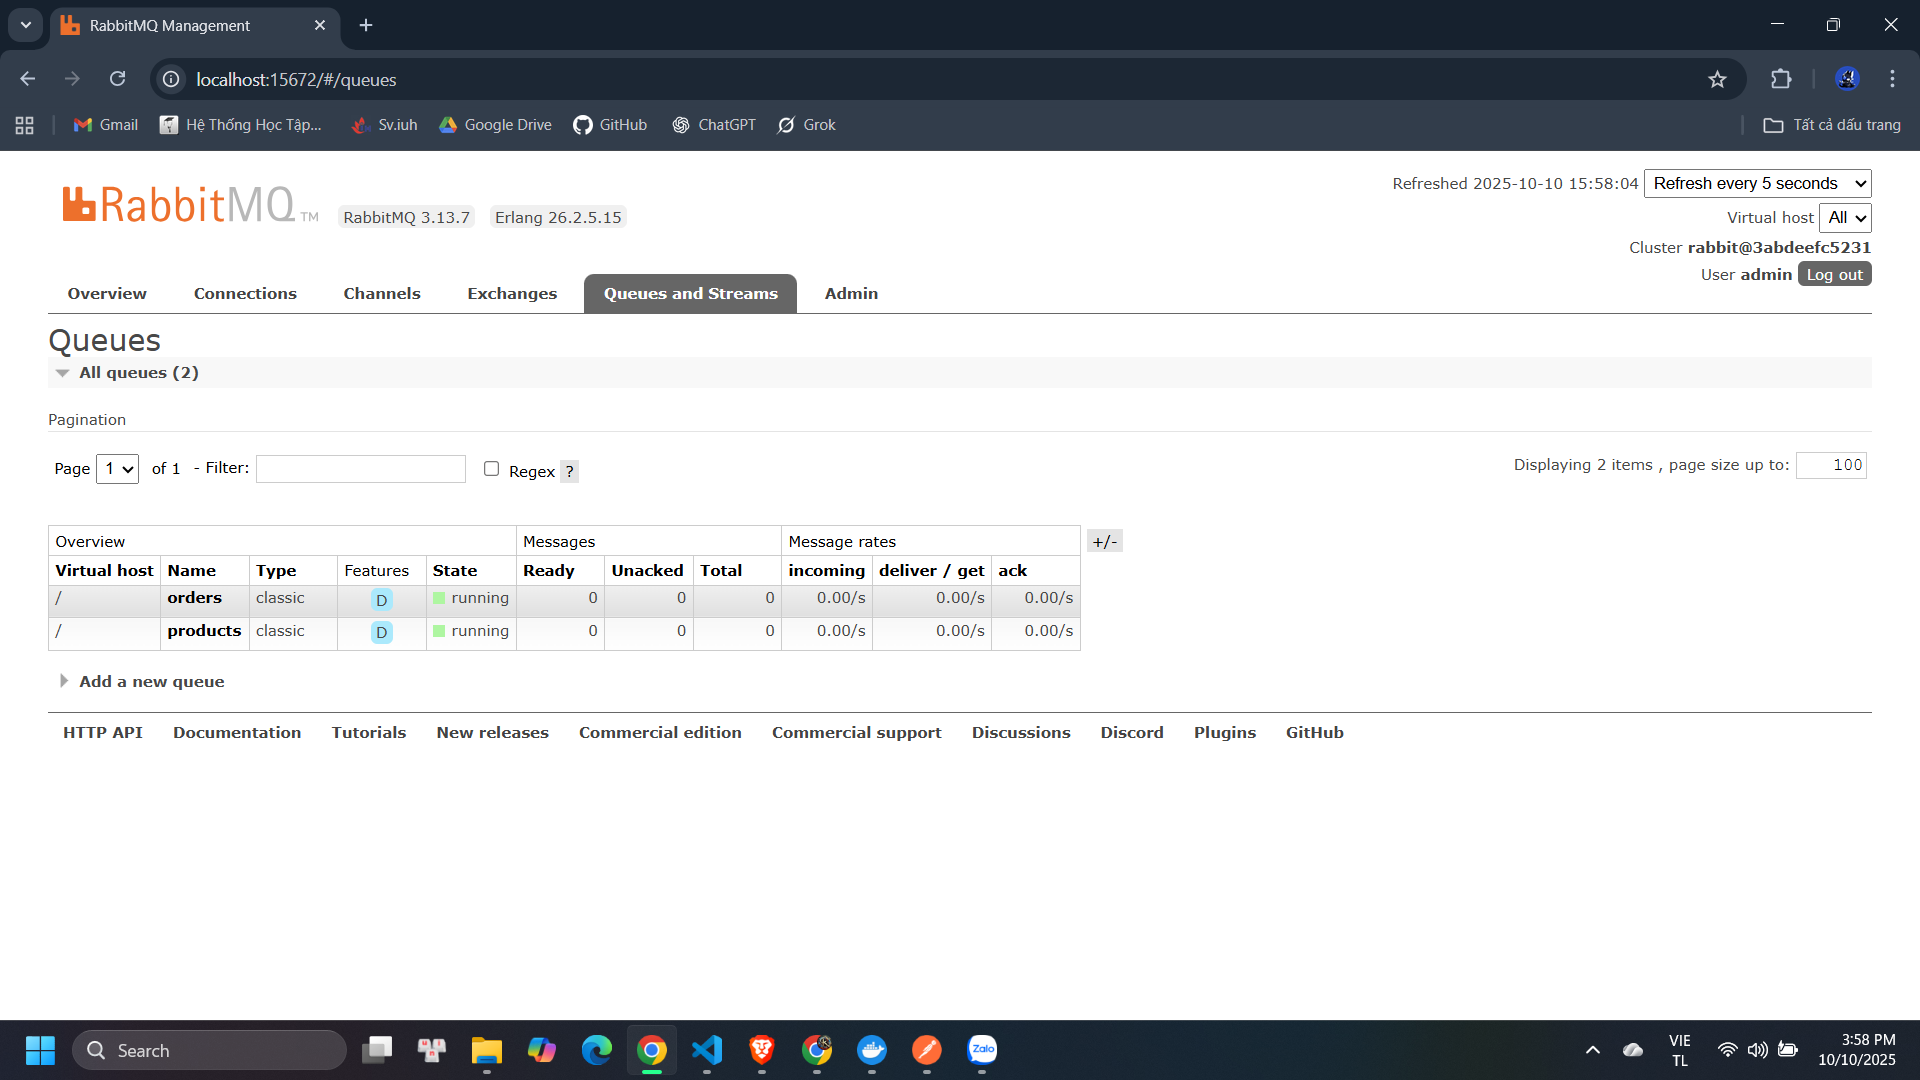 RabbitMQ Management
localhost:15672/#/queues
Gmail
Hệ Thống Học Tập...
Sv.iuh
Google Drive
GitHub
ChatGPT
Grok
Tất cả dấu trang
RabbitMQ TM
RabbitMQ 3.13.7
Erlang 26.2.5.15
Refreshed 2025-10-10 15:58:04 Refresh every 5 seconds
Virtual host All
Cluster rabbit@3abdeefc5231
User admin Log out
Overview Connections Channels Exchanges Queues and Streams Admin
Queues
All queues (2)
Pagination
Page 1 of 1 - Filter: Regex ?
Displaying 2 items , page size up to: 100
Overview Messages Message rates +/-
Virtual host Name Type Features State Ready Unacked Total incoming deliver / get ack
/ orders classic D running 0 0 0 0.00/s 0.00/s 0.00/s
/ products classic D running 0 0 0 0.00/s 0.00/s 0.00/s
Add a new queue
HTTP API Documentation Tutorials New releases Commercial edition Commercial support Discussions Discord Plugins GitHub
Search
Zalo
VIE
TL
3:58 PM
10/10/2025